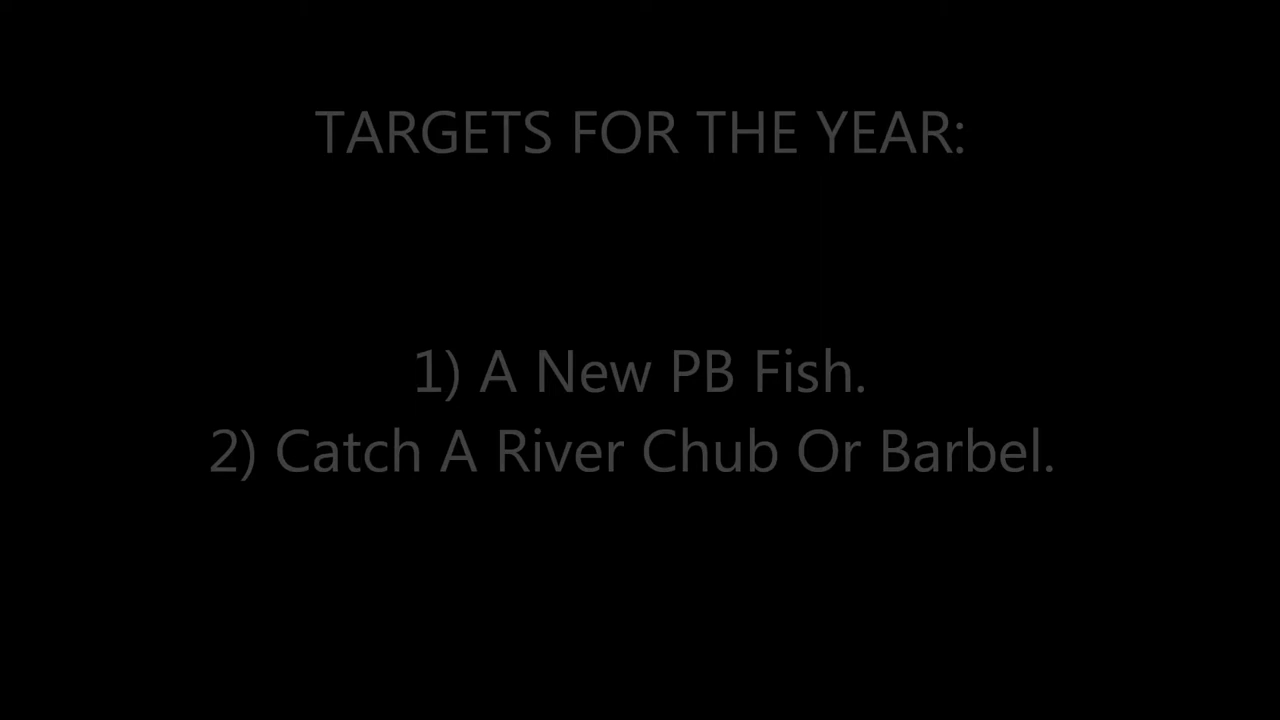 TARGETS FOR THE YEAR:
1) A New PB Fish.
2) Catch A River Chub Or Barbel.